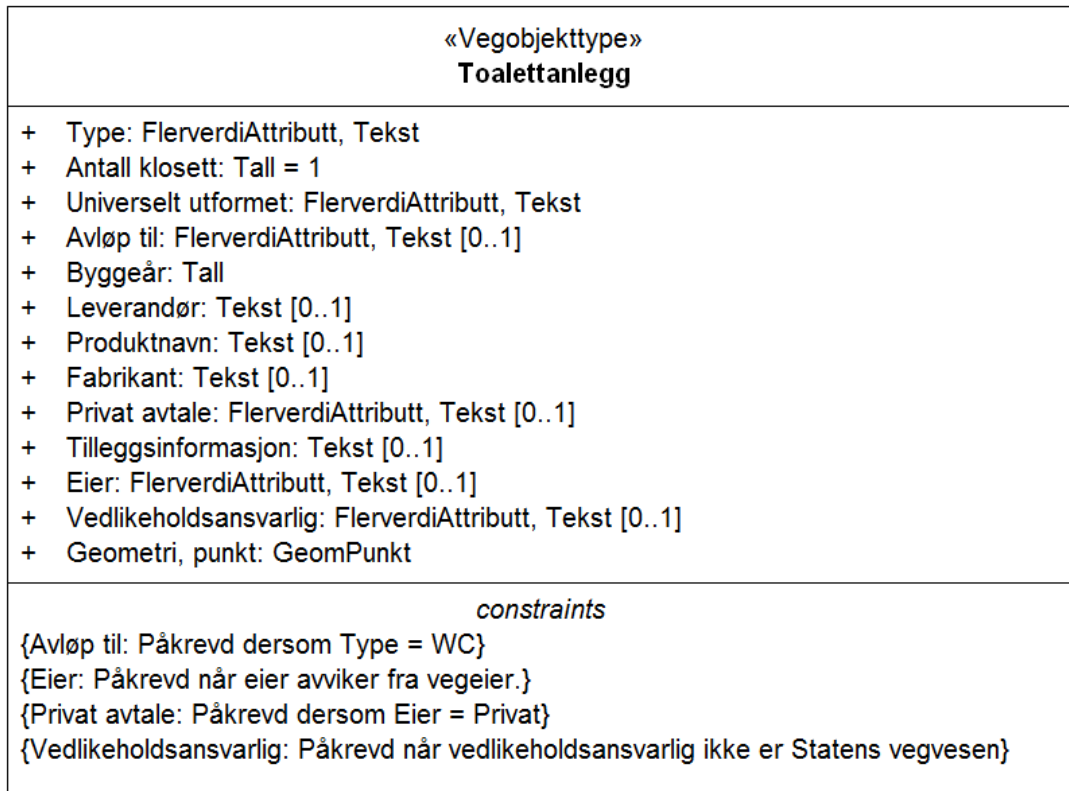 «Vegobjekttype»
Toalettanlegg
+ Type: FlerverdiAttributt, Tekst
+ Antall klosett: Tall = 1
+ Universelt utformet: FlerverdiAttributt, Tekst
+ Avløp til: FlerverdiAttributt, Tekst [0..1]
+ Byggeår: Tall
+ Leverandør: Tekst [0..1]
+ Produktnavn: Tekst [0..1]
+ Fabrikant: Tekst [0..1]
+ Privat avtale: FlerverdiAttributt, Tekst [0..1]
+ Tilleggsinformasjon: Tekst [0..1]
+ Eier: FlerverdiAttributt, Tekst [0..1]
+ Vedlikeholdsansvarlig: FlerverdiAttributt, Tekst [0..1]
+ Geometri, punkt: GeomPunkt
constraints
{Avløp til: Påkrevd dersom Type = WC}
{Eier: Påkrevd når eier avviker fra vegeier.}
{Privat avtale: Påkrevd dersom Eier = Privat}
{Vedlikeholdsansvarlig: Påkrevd når vedlikeholdsansvarlig ikke er Statens vegvesen}